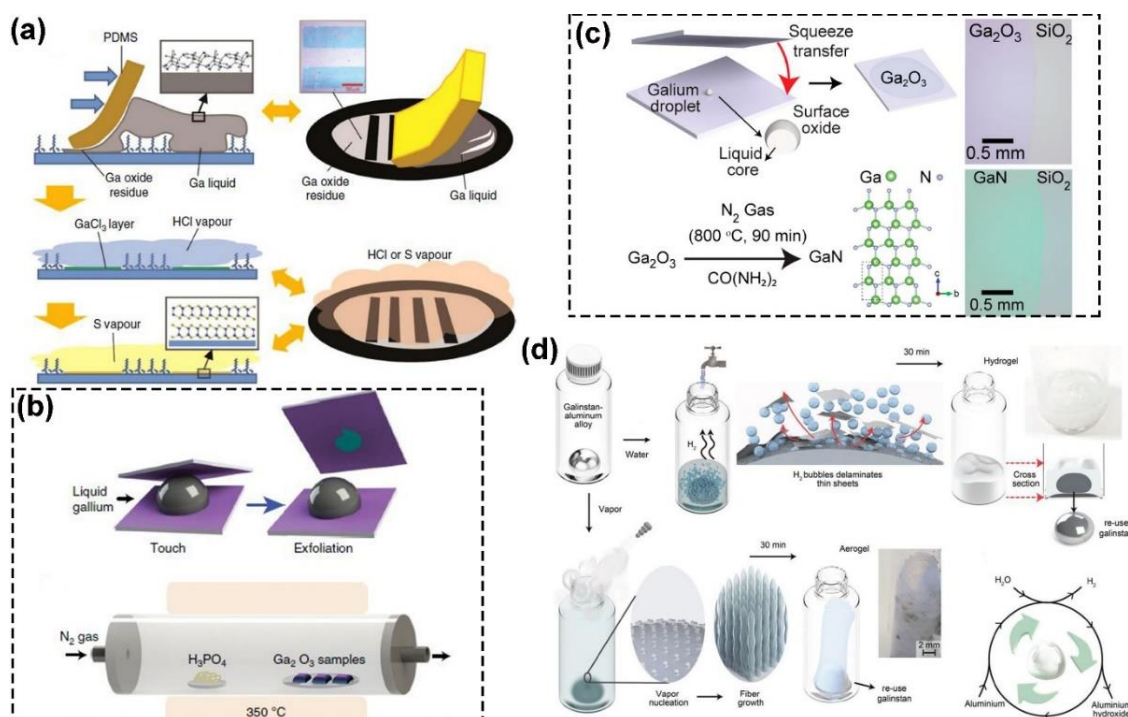 (a)
PDMS
Ga oxide
residue
Ga liquid
Ga oxide
residue
Ga liquid
GaCl3 layer
HCl vapour
HCl or S vapour
S vapour
(b)
Liquid
gallium
Touch
Exfoliation
N2 gas
H3PO4
Ga2 O3 samples
350 °C
(c)
Squeeze
transfer
Galium
droplet
Ga2O3
Surface
oxide
Liquid
core
Ga2O3
SiO2
0.5 mm
Ga
N
N2 Gas
(800 °C, 90 min)
Ga2O3
GaN
CO(NH2)2
c
b
GaN
SiO2
0.5 mm
(d)
Galinstan-
aluminum
alloy
Water
H2
30 min
H2 bubbles delaminates
thin sheets
Hydrogel
Cross
section
re-use
galinstan
Vapor
30 min
Vapor
nucleation
Fiber
growth
Aerogel
2 mm
re-use
galinstan
H2O
H2
Aluminium
Aluminium
hydroxide